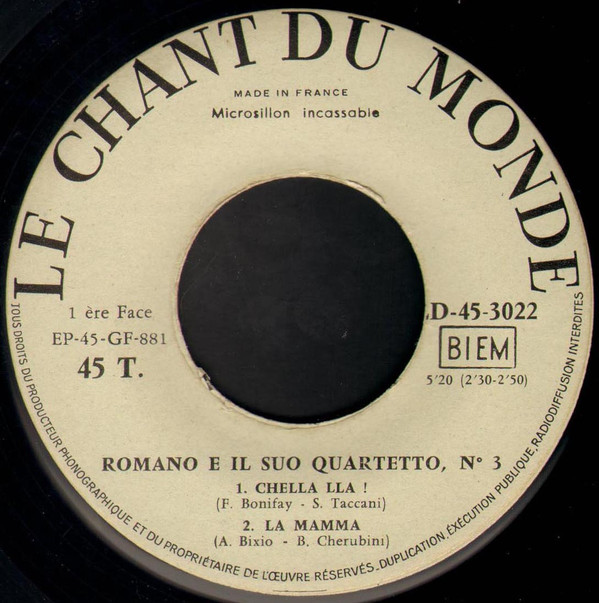 LE CHANT DU MONDE
MADE IN FRANCE
Microsillon incassable
1 ère Face
EP-45-GF-881
45 T.
LD-45-3022
BIEM
5'20 (2'30-2'50)
ROMANO E IL SUO QUARTETTO, N° 3
1. CHELLA LLA !
(F. Bonifay - S. Taccani)
2. LA MAMMA
(A. Bixio - B. Cherubini)
TOUS DROITS DU PRODUCTEUR PHONOGRAPHIQUE ET DU PROPRIÉTAIRE DE L'ŒUVRE RÉSERVÉS. DUPLICATION, EXÉCUTION PUBLIQUE, RADIODIFFUSION INTERDITES